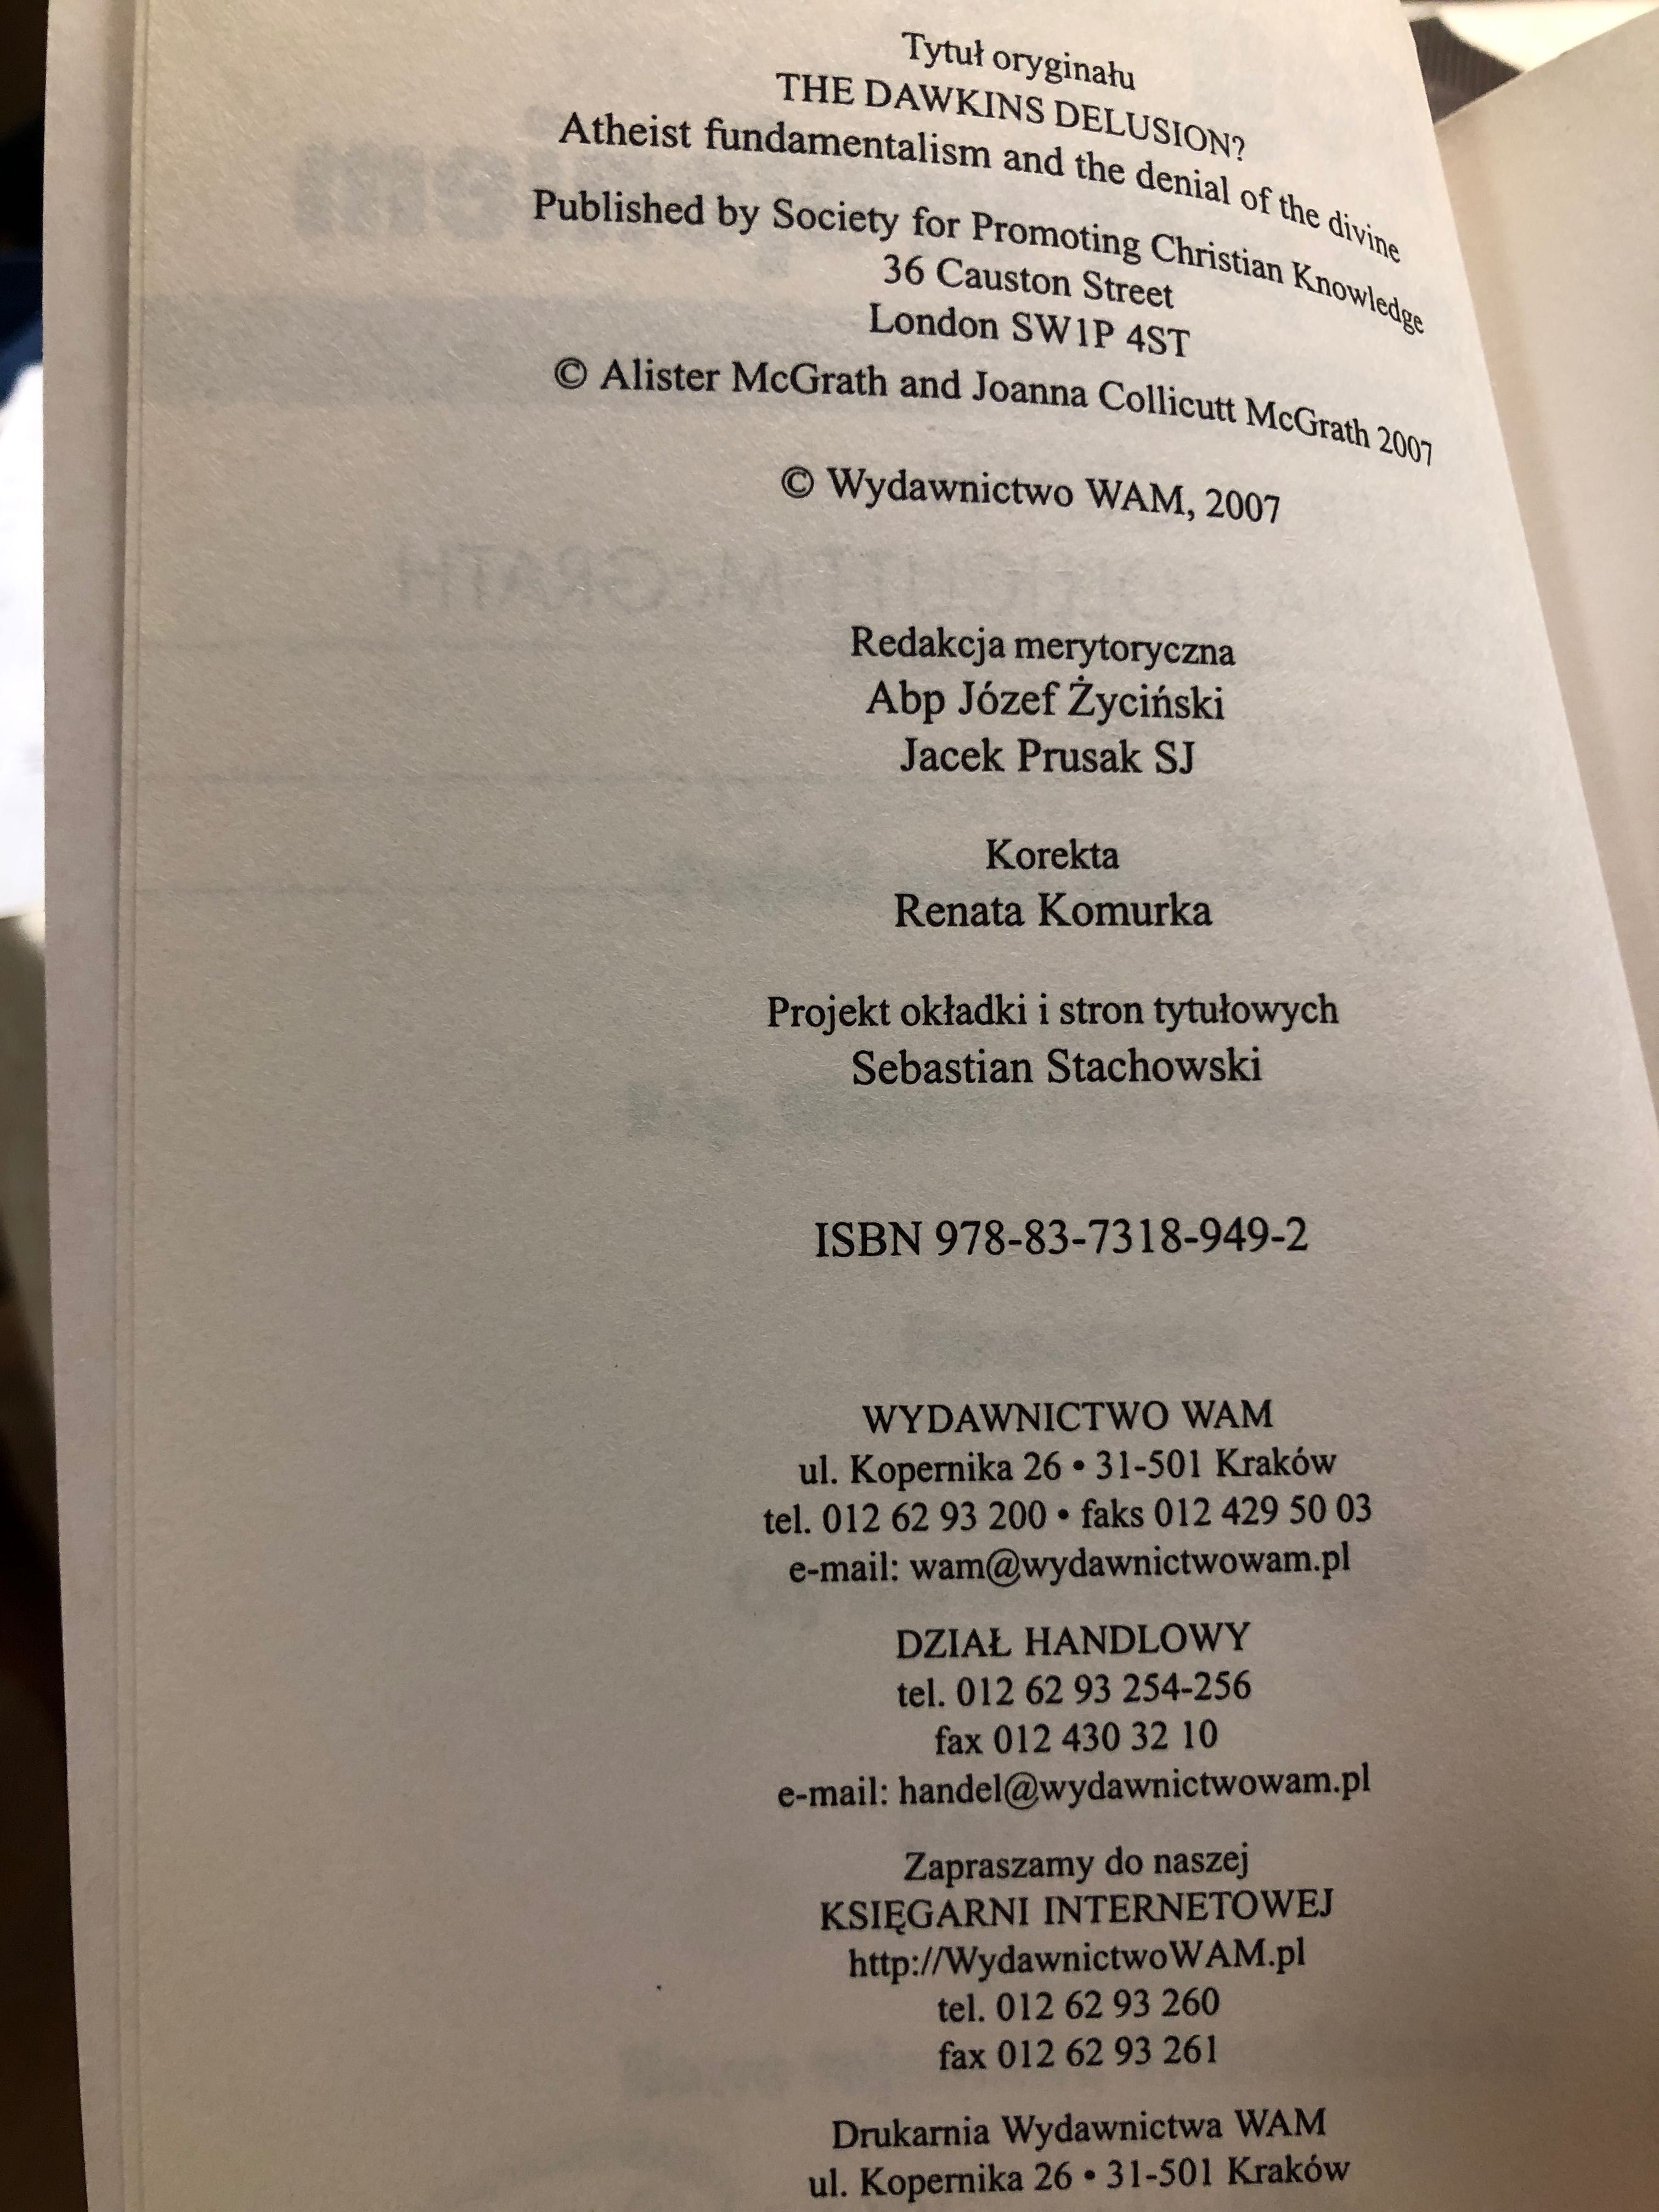 Tytuł oryginału
THE DAWKINS DELUSION?
Atheist fundamentalism and the denial of the divine
Published by Society for Promoting Christian Knowledge
36 Causton Street
London SW1P 4ST
© Alister McGrath and Joanna Collicutt McGrath 2007
© Wydawnictwo WAM, 2007
Redakcja merytoryczna
Abp Józef Życiński
Jacek Prusak SJ
Korekta
Renata Komurka
Projekt okładki i stron tytułowych
Sebastian Stachowski
ISBN 978-83-7318-949-2
WYDAWNICTWO WAM
ul. Kopernika 26 • 31-501 Kraków
tel. 012 62 93 200 • faks 012 429 50 03
e-mail: wam@wydawnictwowam.pl
DZIAŁ HANDLOWY
tel. 012 62 93 254-256
fax 012 430 32 10
e-mail: handel@wydawnictwowam.pl
Zapraszamy do naszej
KSIĘGARNI INTERNETOWEJ
http://WydawnictwoWAM.pl
tel. 012 62 93 260
fax 012 62 93 261
Drukarnia Wydawnictwa WAM
ul. Kopernika 26 • 31-501 Kraków